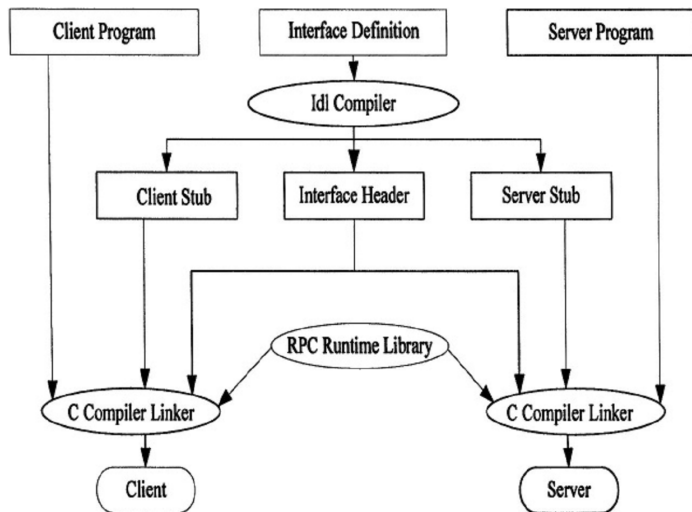 Client Program
Interface Definition
Server Program
Idl Compiler
Client Stub
Interface Header
Server Stub
RPC Runtime Library
C Compiler Linker
C Compiler Linker
Client
Server